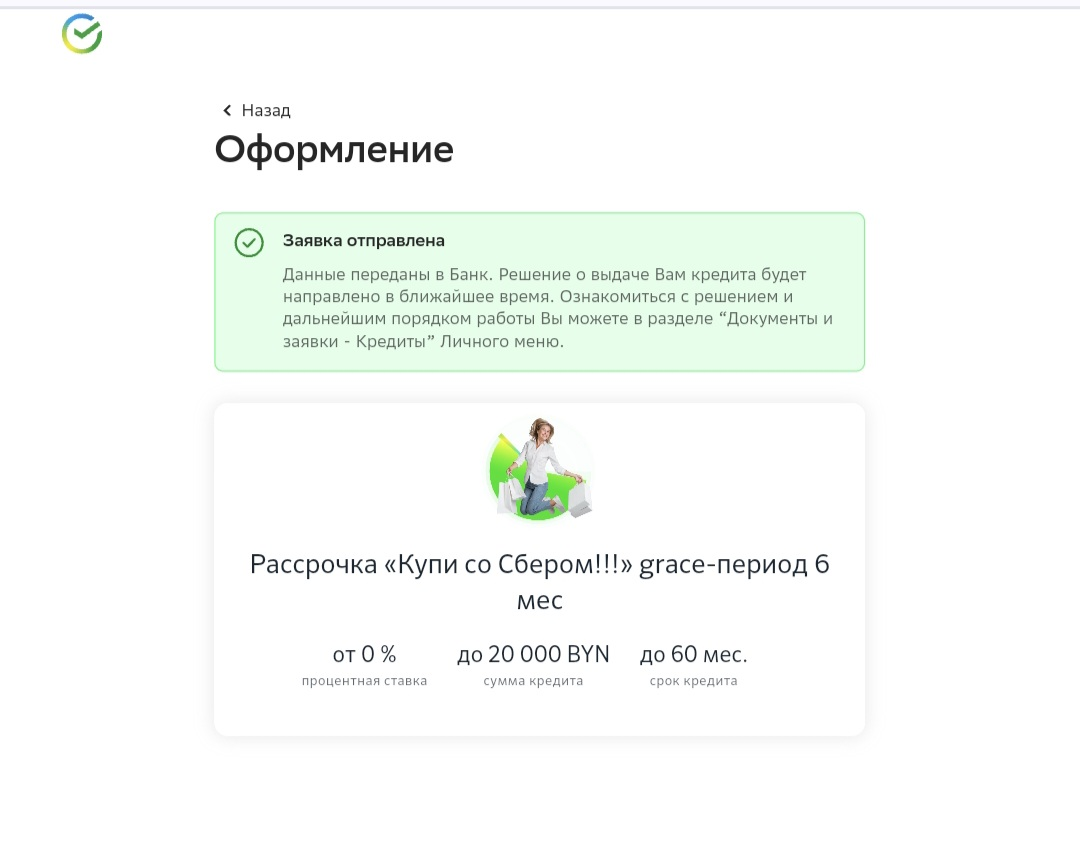 Назад
Оформление
Заявка отправлена
Данные переданы в Банк. Решение о выдаче Вам кредита будет
направлено в ближайшее время. Ознакомиться с решением и
дальнейшим порядком работы Вы можете в разделе “Документы и
заявки - Кредиты” Личного меню.
Рассрочка «Купи со Сбером!!!» grace-период 6
мес
от 0 % до 20 000 BYN до 60 мес.
процентная ставка сумма кредита срок кредита